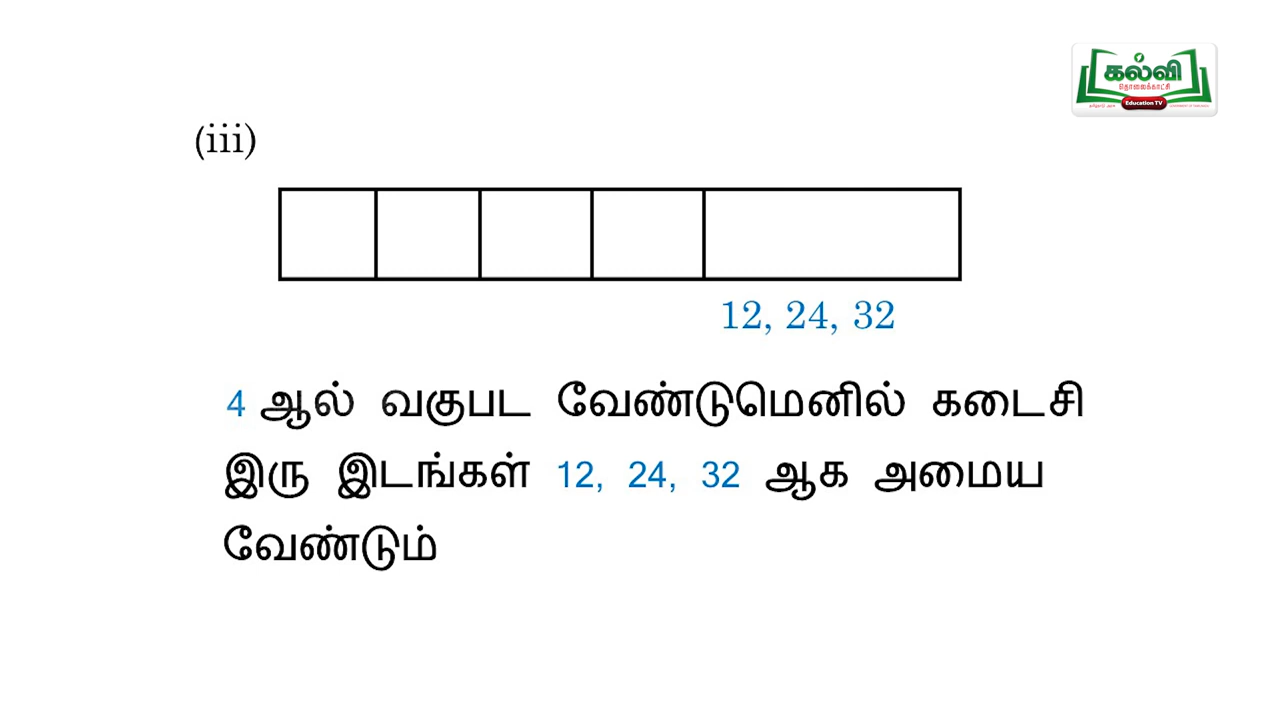 கல்வி
தொலைக்காட்சி
Education TV
(iii)
12, 24, 32
4 ஆல் வகுபட வேண்டுமெனில் கடைசி
இரு இடங்கள் 12, 24, 32 ஆக அமைய
வேண்டும்